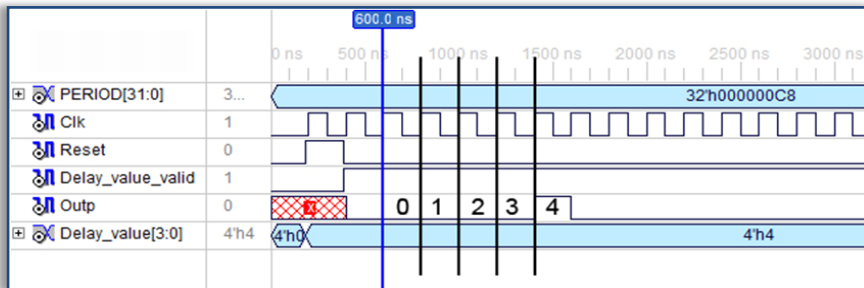 600.0 ns
0 ns 500 ns 1000 ns 1500 ns 2000 ns 2500 ns 3000 ns
PERIOD[31:0] 3... 32'h000000C8
Clk 1
Reset 0
Delay_value_valid 1
Outp 0 X 0 1 2 3 4
Delay_value[3:0] 4'h4 4'h0 4'h4